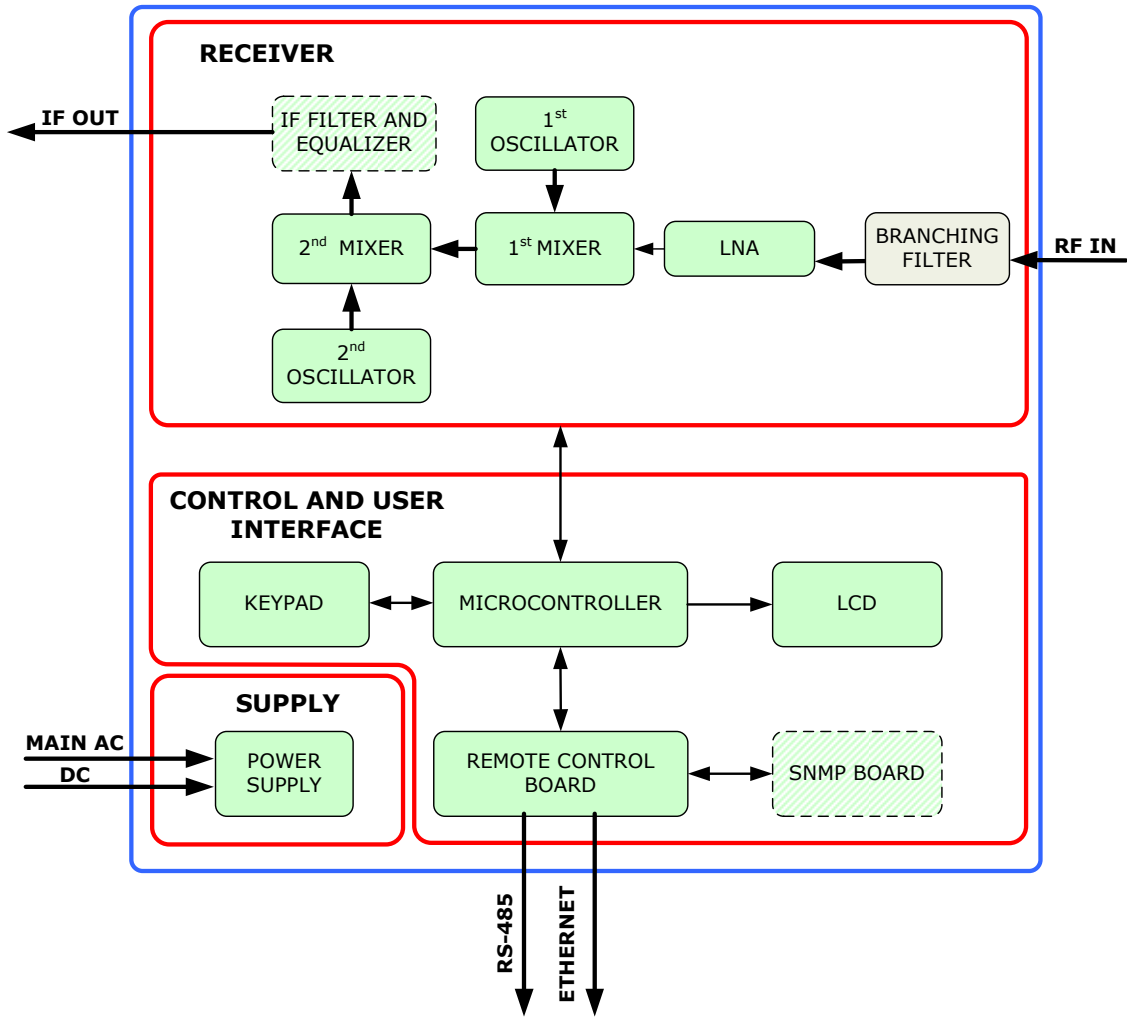 RECEIVER
IF OUT
IF FILTER AND
EQUALIZER
1st
OSCILLATOR
2nd MIXER
1st MIXER
LNA
BRANCHING
FILTER
RF IN
2nd
OSCILLATOR
CONTROL AND USER
INTERFACE
KEYPAD
MICROCONTROLLER
LCD
SUPPLY
MAIN AC
DC
POWER
SUPPLY
REMOTE CONTROL
BOARD
SNMP BOARD
RS-485
ETHERNET